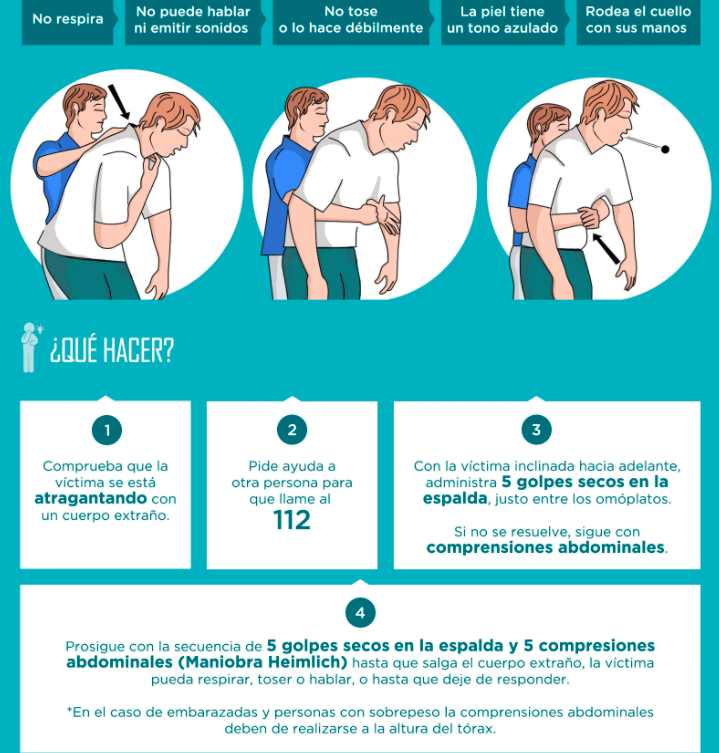 No respira
No puede hablar
ni emitir sonidos
No tose
o lo hace débilmente
La piel tiene
un tono azulado
Rodea el cuello
con sus manos
¿QUÉ HACER?
1
Comprueba que la
víctima se está
atragantando con
un cuerpo extraño.
2
Pide ayuda a
otra persona para
que llame al
112
3
Con la víctima inclinada hacia adelante,
administra 5 golpes secos en la
espalda, justo entre los omóplatos.
Si no se resuelve, sigue con
comprensiones abdominales.
4
Prosigue con la secuencia de 5 golpes secos en la espalda y 5 compresiones
abdominales (Maniobra Heimlich) hasta que salga el cuerpo extraño, la víctima
pueda respirar, toser o hablar, o hasta que deje de responder.
*En el caso de embarazadas y personas con sobrepeso la comprensiones abdominales
deben de realizarse a la altura del tórax.